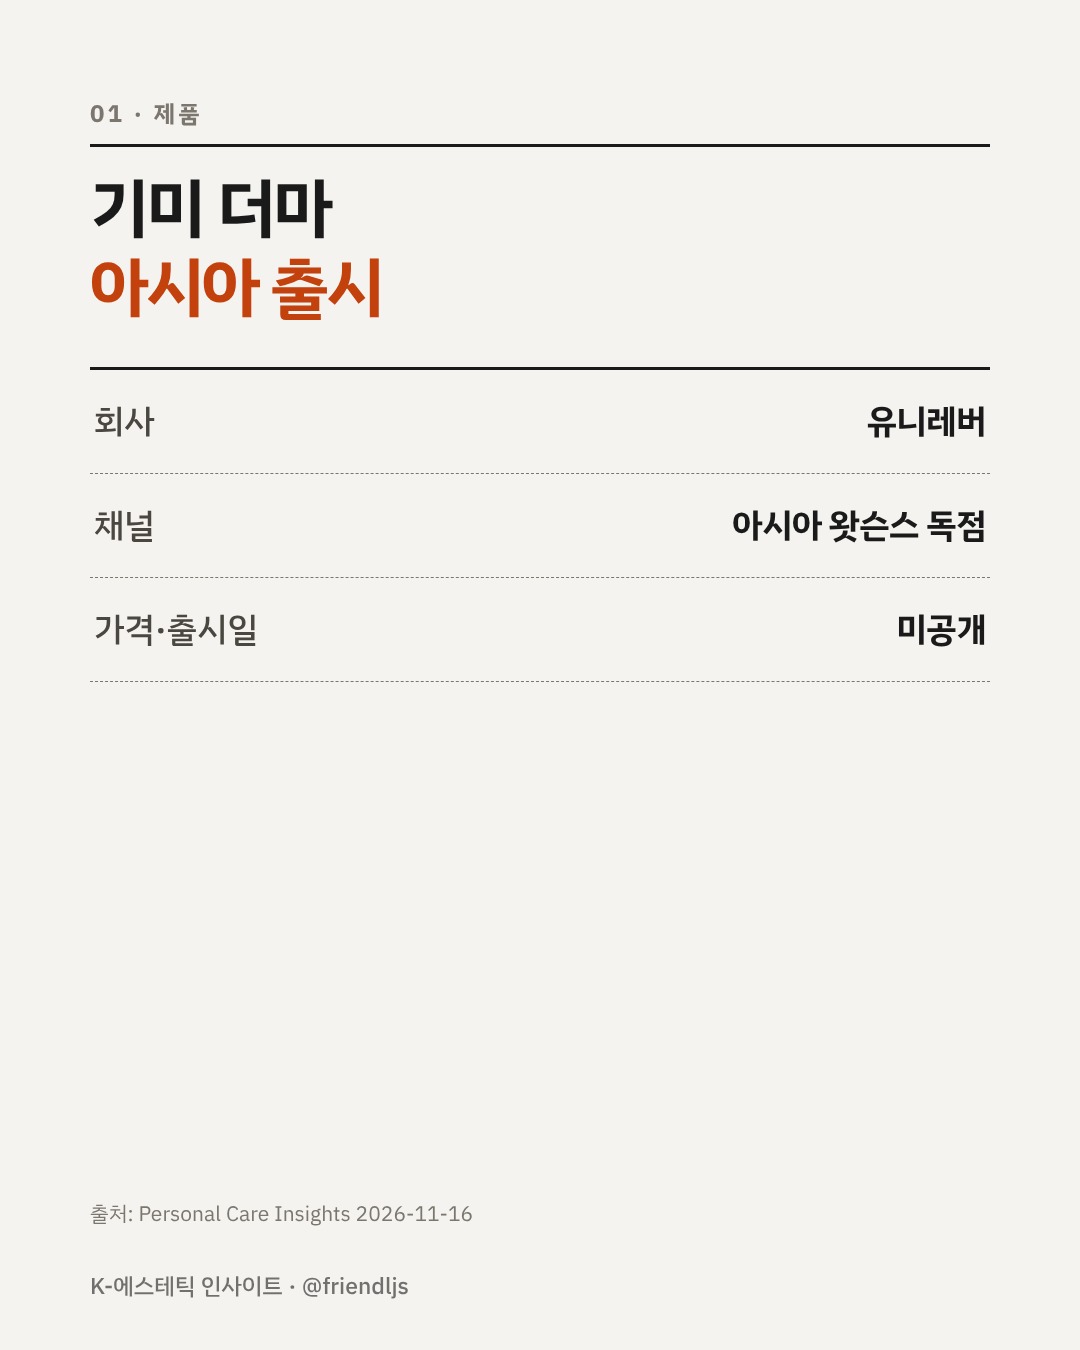 01 · 제품
기미 더마
아시아 출시
회사 유니레버
채널 아시아 왓슨스 독점
가격·출시일 미공개
출처: Personal Care Insights 2026-11-16
K-에스테틱 인사이트 · @friendljs